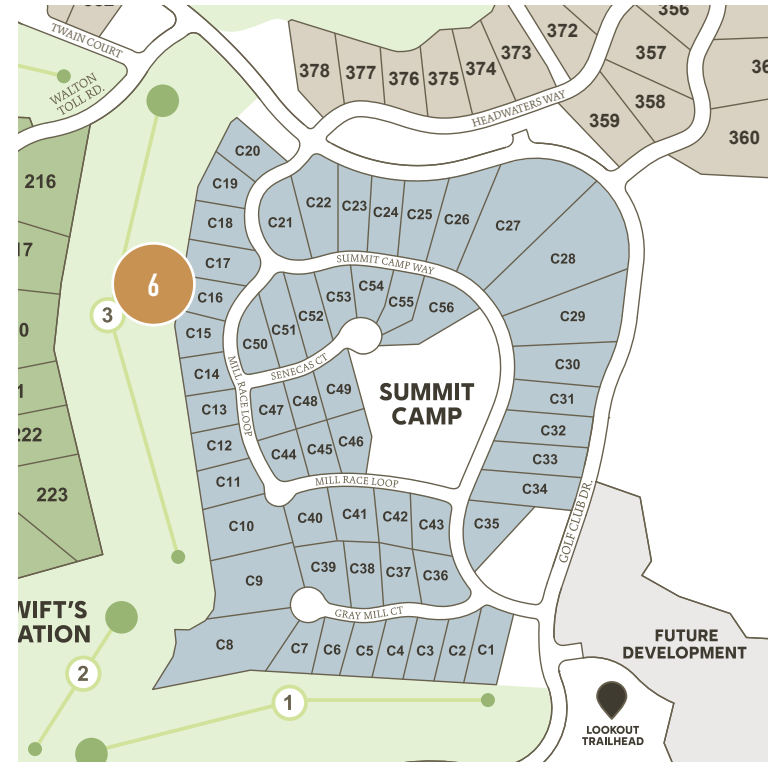 TWAIN COURT
WALTON
TOLL RD.
378
377
376
375
374
373
372
356
357
358
359
360
HEADWATERS WAY
216
222
223
C20
C19
C18
C17
C16
C15
C14
C13
C12
C11
C10
C9
C8
C21
C22
C23
C24
C25
C26
C27
C28
C29
C30
C31
C32
C33
C34
C35
SUMMIT CAMP WAY
C50
C51
C52
C53
C54
C55
C56
SENECAS CT
MILL RACE LOOP
C47
C48
C49
C44
C45
C46
SUMMIT
CAMP
MILL RACE LOOP
C40
C41
C42
C43
C39
C38
C37
C36
GRAY MILL CT
C7
C6
C5
C4
C3
C2
C1
GOLF CLUB DR.
6
3
2
1
WIFT'S
ATION
FUTURE
DEVELOPMENT
LOOKOUT
TRAILHEAD